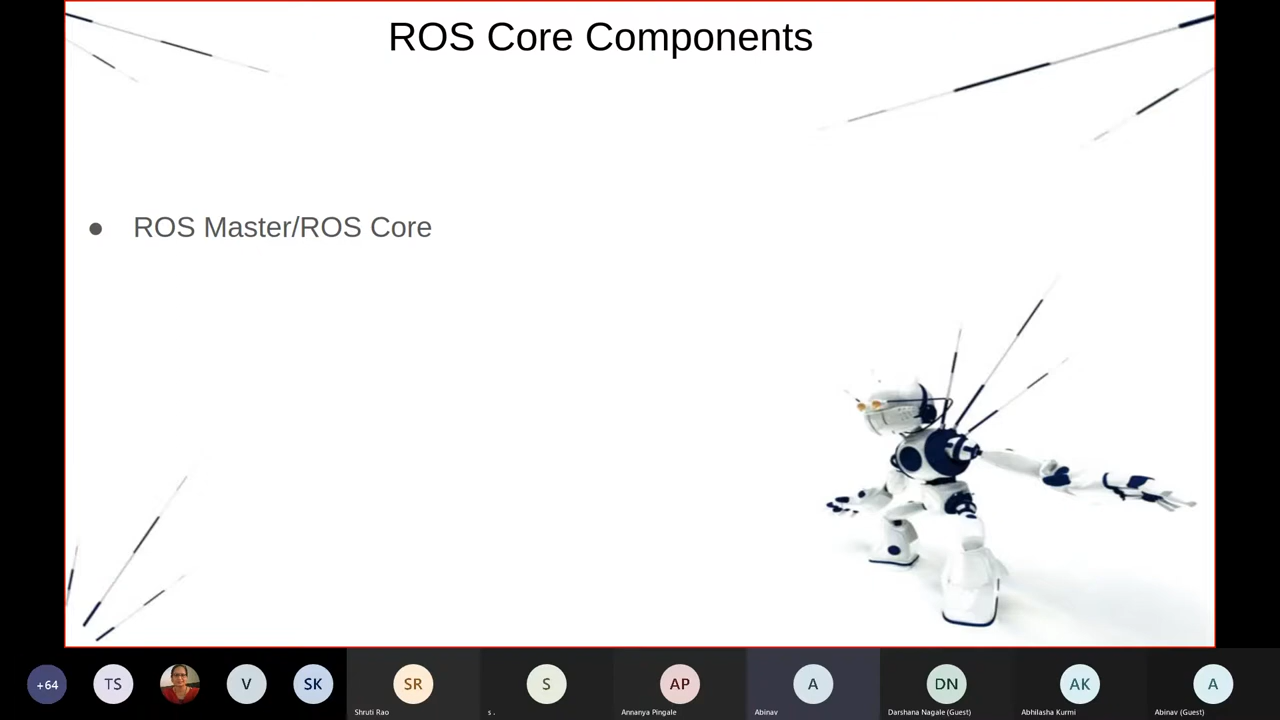 ROS Core Components
● ROS Master/ROS Core
+64
TS
V
SK
SR
S
AP
A
DN
AK
A
Shruti Rao
s .
Annanya Pingale
Abinav
Darshana Nagale (Guest)
Abhilasha Kurmi
Abinav (Guest)